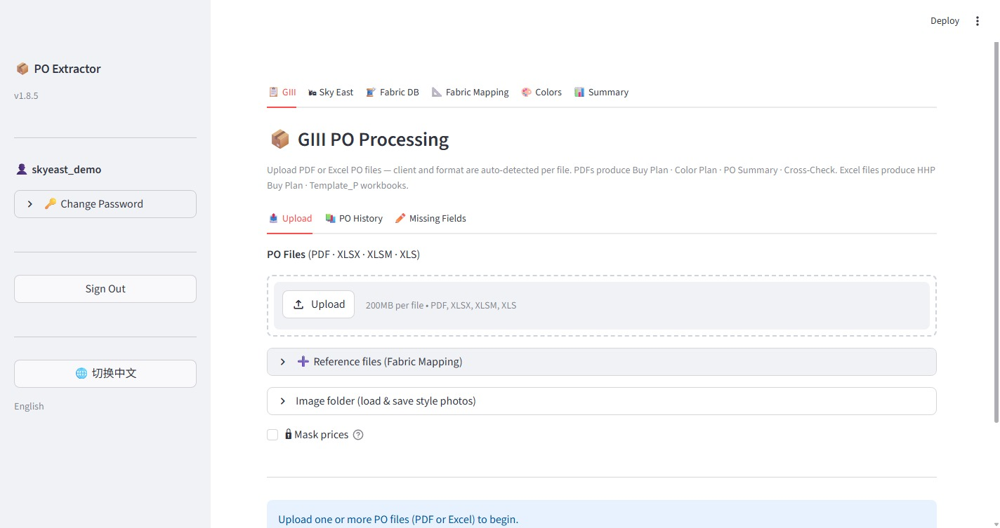 Deploy
PO Extractor
v1.8.5
skyeast_demo
Change Password
Sign Out
切换中文
English
GIII
Sky East
Fabric DB
Fabric Mapping
Colors
Summary
GIII PO Processing
Upload PDF or Excel PO files — client and format are auto-detected per file. PDFs produce Buy Plan · Color Plan · PO Summary · Cross-Check. Excel files produce HHP
Buy Plan · Template_P workbooks.
Upload
PO History
Missing Fields
PO Files (PDF · XLSX · XLSM · XLS)
Upload
200MB per file • PDF, XLSX, XLSM, XLS
Reference files (Fabric Mapping)
Image folder (load & save style photos)
Mask prices
Upload one or more PO files (PDF or Excel) to begin.